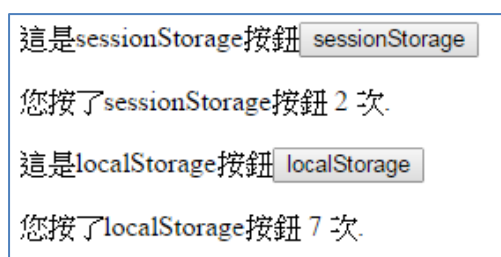 這是sessionStorage按鈕 sessionStorage
您按了sessionStorage按鈕 2 次.
這是localStorage按鈕 localStorage
您按了localStorage按鈕 7 次.